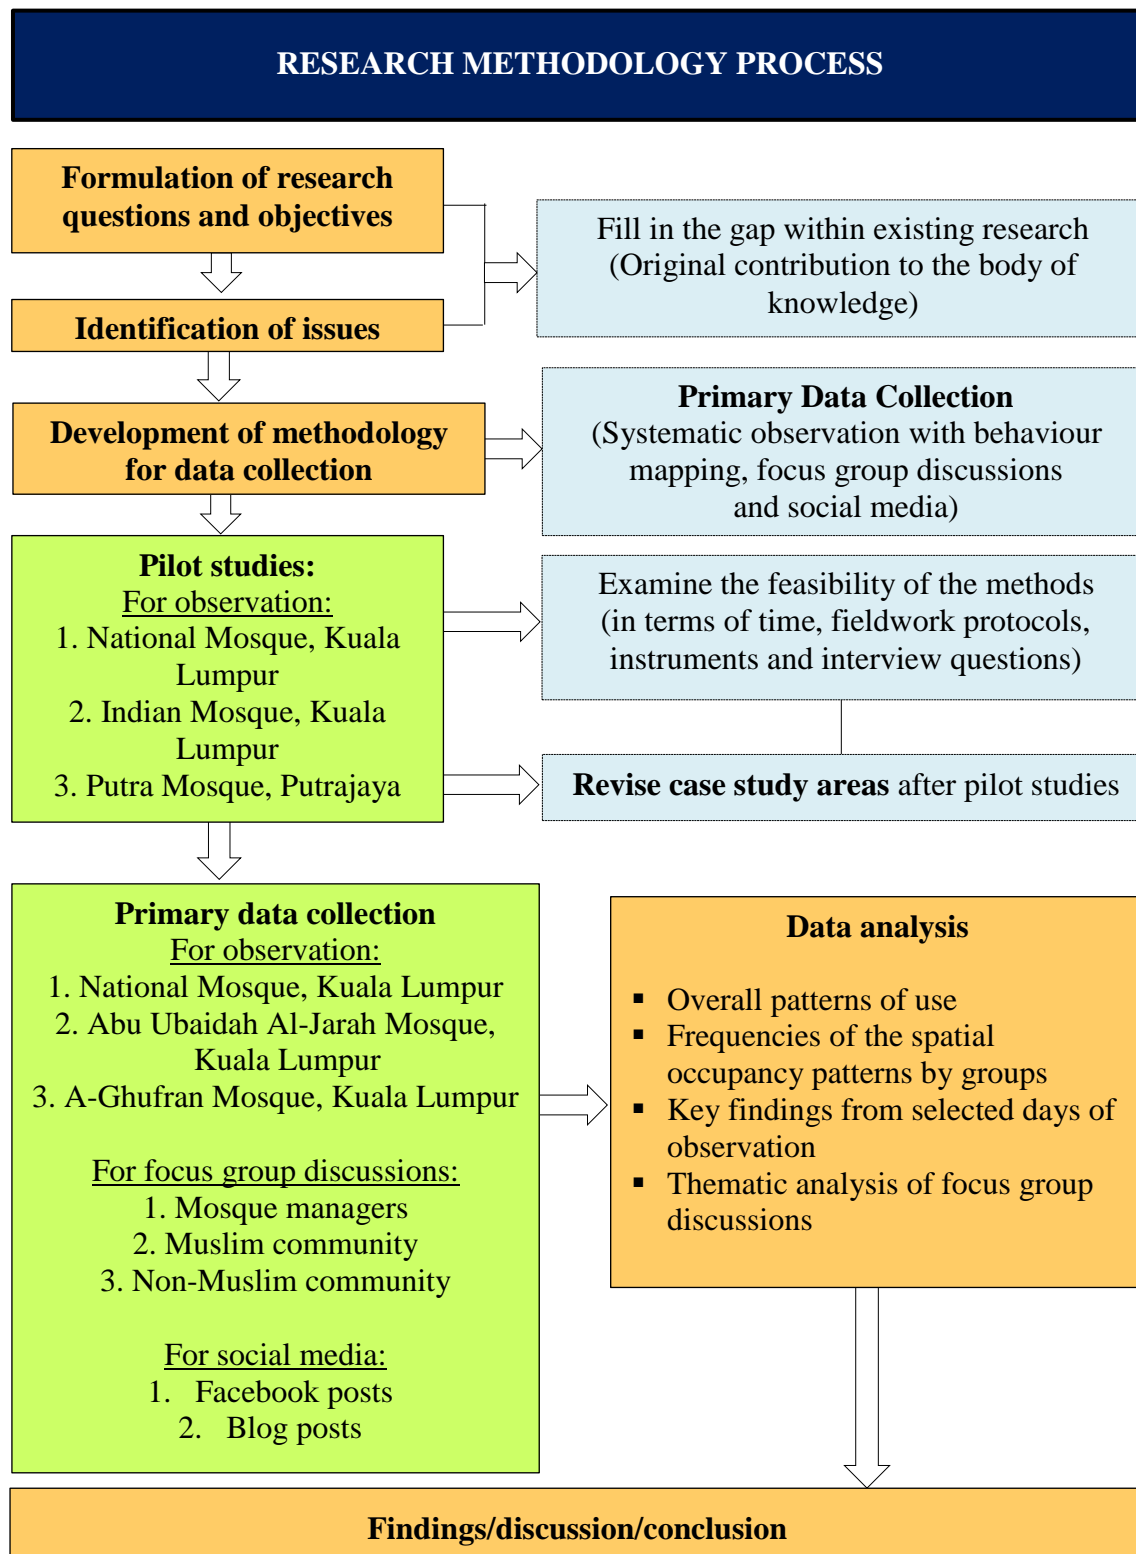 RESEARCH METHODOLOGY PROCESS
Formulation of research
questions and objectives
Fill in the gap within existing research
(Original contribution to the body of
knowledge)
Identification of issues
Development of methodology
for data collection
Primary Data Collection
(Systematic observation with behaviour
mapping, focus group discussions
and social media)
Pilot studies:
For observation:
1. National Mosque, Kuala
Lumpur
2. Indian Mosque, Kuala
Lumpur
3. Putra Mosque, Putrajaya
Examine the feasibility of the methods
(in terms of time, fieldwork protocols,
instruments and interview questions)
Revise case study areas after pilot studies
Primary data collection
For observation:
1. National Mosque, Kuala Lumpur
2. Abu Ubaidah Al-Jarah Mosque,
Kuala Lumpur
3. A-Ghufran Mosque, Kuala Lumpur
For focus group discussions:
1. Mosque managers
2. Muslim community
3. Non-Muslim community
For social media:
1. Facebook posts
2. Blog posts
Data analysis
▪ Overall patterns of use
▪ Frequencies of the spatial
occupancy patterns by groups
▪ Key findings from selected days of
observation
▪ Thematic analysis of focus group
discussions
Findings/discussion/conclusion